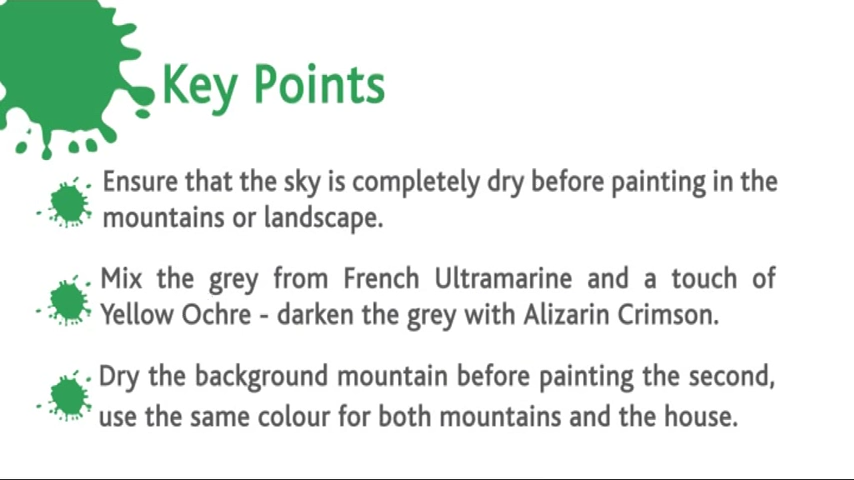 Key Points
Ensure that the sky is completely dry before painting in the
mountains or landscape.
Mix the grey from French Ultramarine and a touch of
Yellow Ochre - darken the grey with Alizarin Crimson.
Dry the background mountain before painting the second,
use the same colour for both mountains and the house.